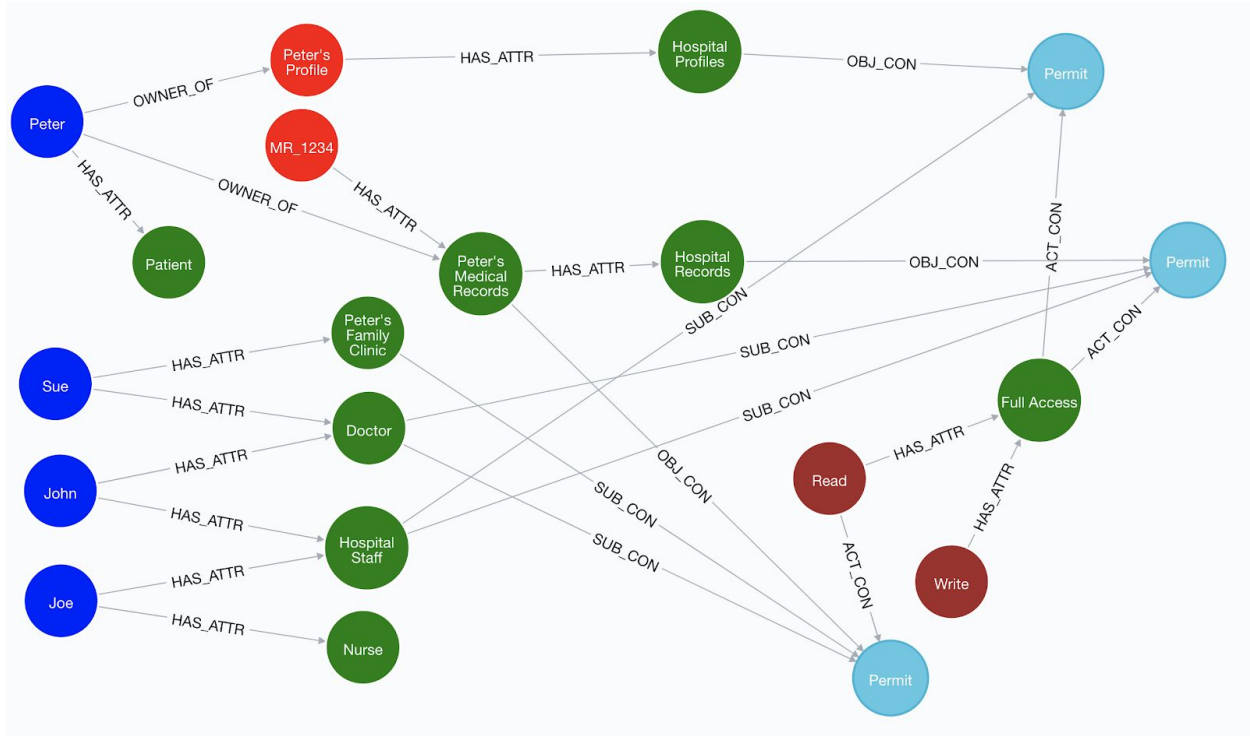 Peter's
Profile
HAS_ATTR
Hospital
Profiles
OBJ_CON
Permit
OWNER_OF
Peter
MR_1234
HAS_ATTR
OWNER_OF
HAS_ATTR
Patient
Peter's
Medical
Records
HAS_ATTR
Hospital
Records
OBJ_CON
Permit
ACT_CON
SUB_CON
Peter's
Family
Clinic
HAS_ATTR
SUB_CON
ACT_CON
Sue
HAS_ATTR
Doctor
SUB_CON
Full Access
HAS_ATTR
HAS_ATTR
OBJ_CON
Read
John
HAS_ATTR
SUB_CON
HAS_ATTR
Hospital
Staff
SUB_CON
ACT_CON
Write
HAS_ATTR
Joe
HAS_ATTR
Nurse
Permit